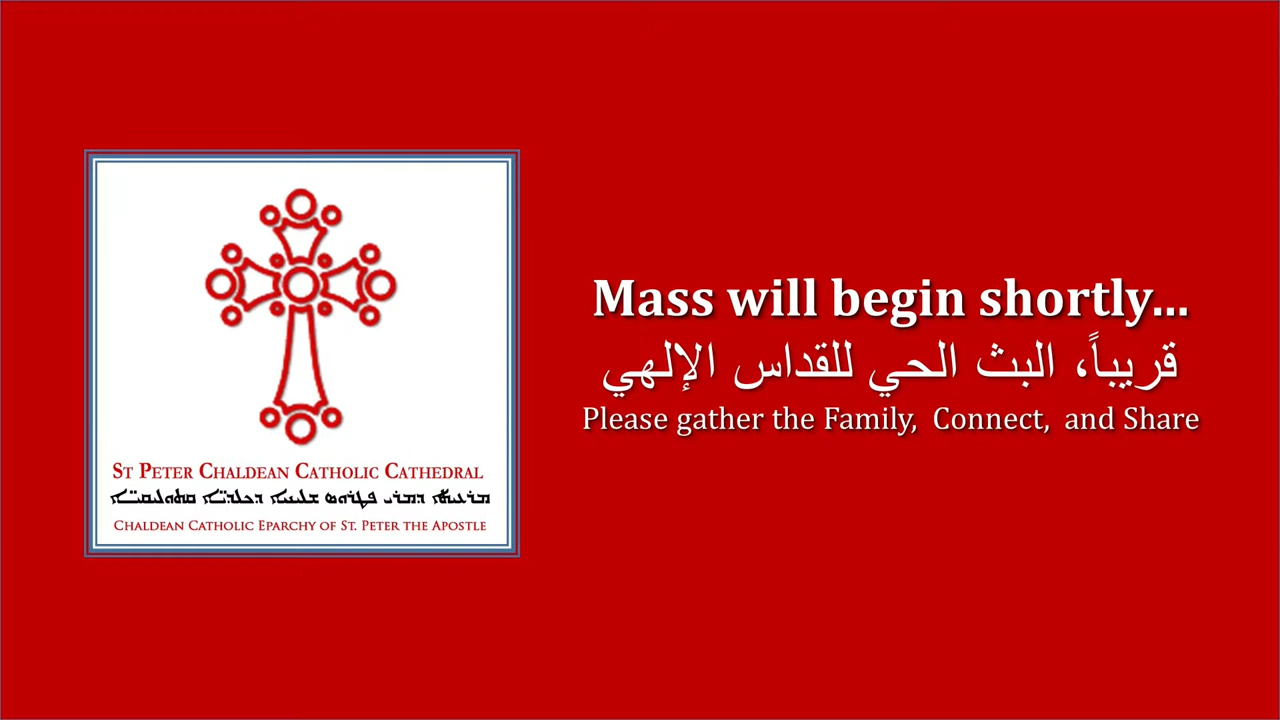 Mass will begin shortly...
قريباً، البث الحي للقداس الإلهي
Please gather the Family, Connect, and Share
St Peter Chaldean Catholic Cathedral
Chaldean Catholic Eparchy of St. Peter the Apostle